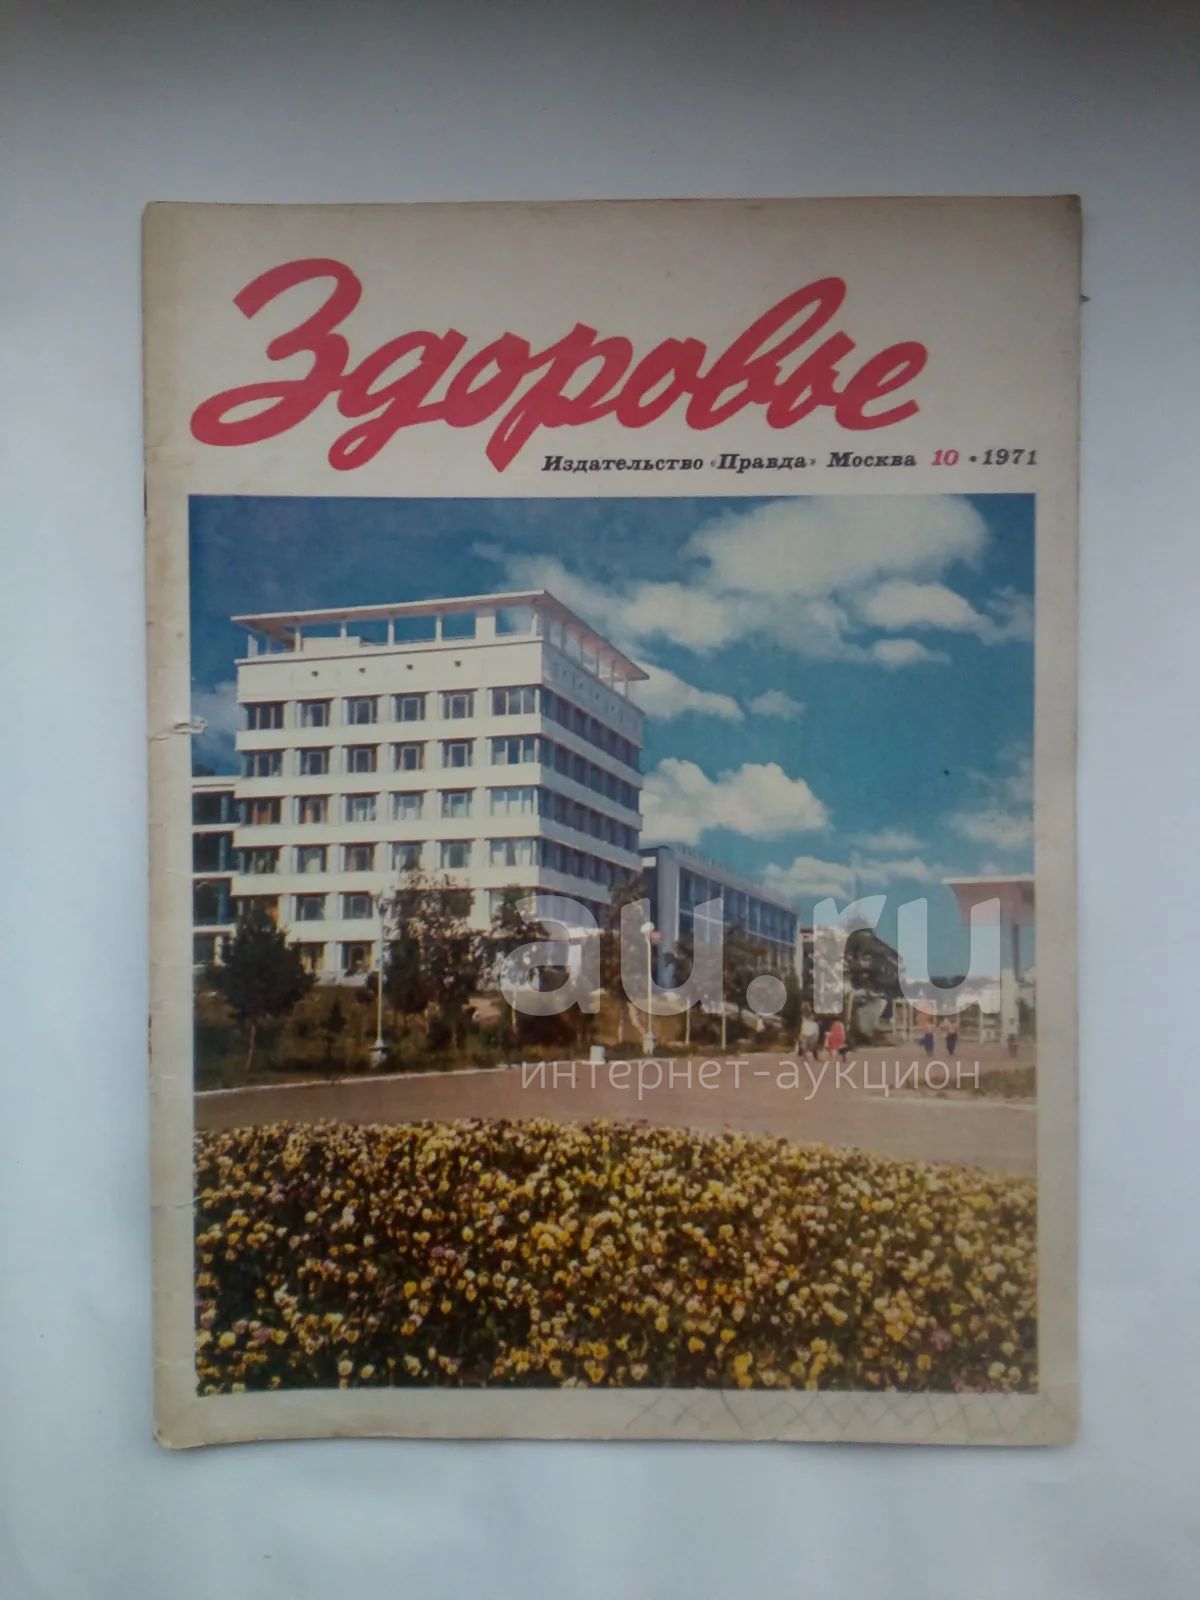 Здоровье
Издательство «Правда» Москва 10 • 1971
au.ru
интернет-аукцион